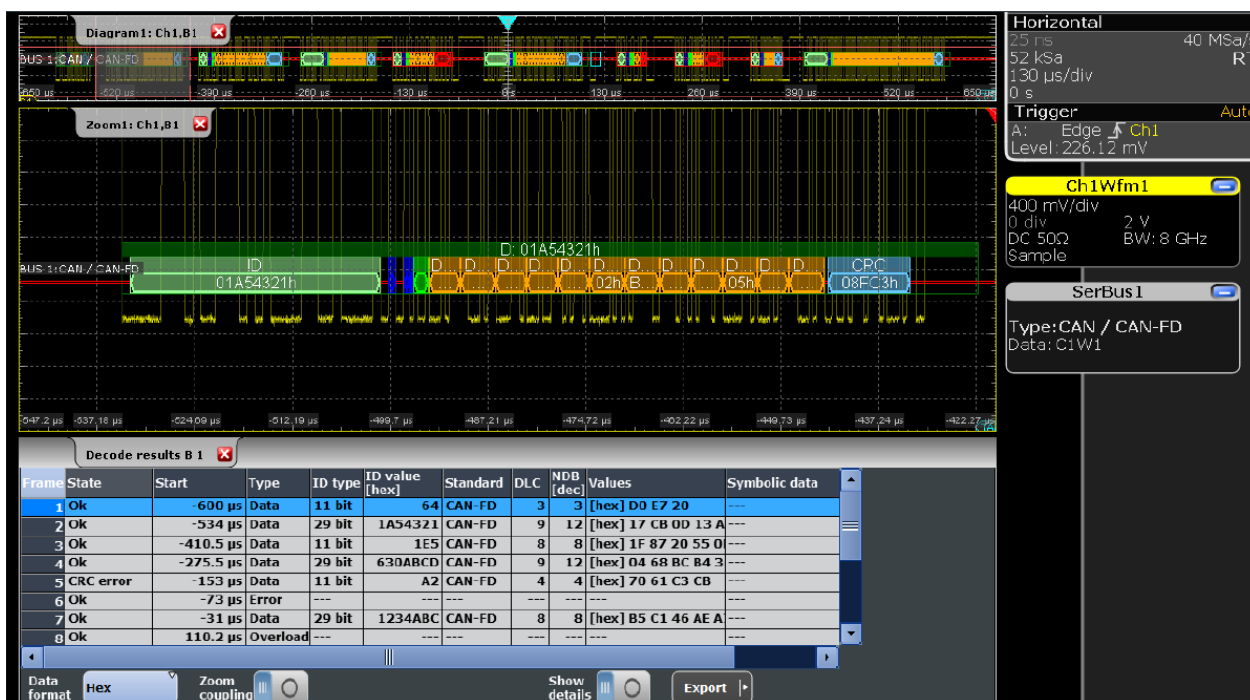 Diagram1: Ch1,B1
BUS 1:CAN / CAN-FD
-650 µs -520 µs -390 µs -260 µs -130 µs 0 s 130 µs 260 µs 390 µs 520 µs 650 µs
Zoom1: Ch1,B1
D: 01A54321h
BUS 1:CAN / CAN-FD
ID D D D D D D D D D D D D CRC
01A54321h ... ... ... ... ... 02h B... ... ... 05h ... ... 08FC3h
-547.2 µs -537.18 µs -524.69 µs -512.19 µs -499.7 µs -487.21 µs -474.72 µs -462.22 µs -449.73 µs -437.24 µs -422.27 µs
Decode results B 1
Frame State Start Type ID type ID value [hex] Standard DLC NDB [dec] Values Symbolic data
1 Ok -600 µs Data 11 bit 64 CAN-FD 3 3 [hex] D0 E7 20 ---
2 Ok -534 µs Data 29 bit 1A54321 CAN-FD 9 12 [hex] 17 CB 0D 13 A ---
3 Ok -410.5 µs Data 11 bit 1E5 CAN-FD 8 8 [hex] 1F 87 20 55 0 ---
4 Ok -275.5 µs Data 29 bit 630ABCD CAN-FD 9 12 [hex] 04 68 BC B4 3 ---
5 CRC error -153 µs Data 11 bit A2 CAN-FD 4 4 [hex] 70 61 C3 CB ---
6 Ok -73 µs Error --- --- --- --- --- --- ---
7 Ok -31 µs Data 29 bit 1234ABC CAN-FD 8 8 [hex] B5 C1 46 AE A ---
8 Ok 110.2 µs Overload --- --- --- --- --- --- ---
Data format Hex Zoom coupling Show details Export
Horizontal
25 ns 40 MSa/s
52 kSa R
130 µs/div
0 s
Trigger Auto
A: Edge Ch1
Level: 226.12 mV
Ch1Wfm1
400 mV/div
0 div 2 V
DC 50Ω BW: 8 GHz
Sample
SerBus1
Type:CAN / CAN-FD
Data: C1W1